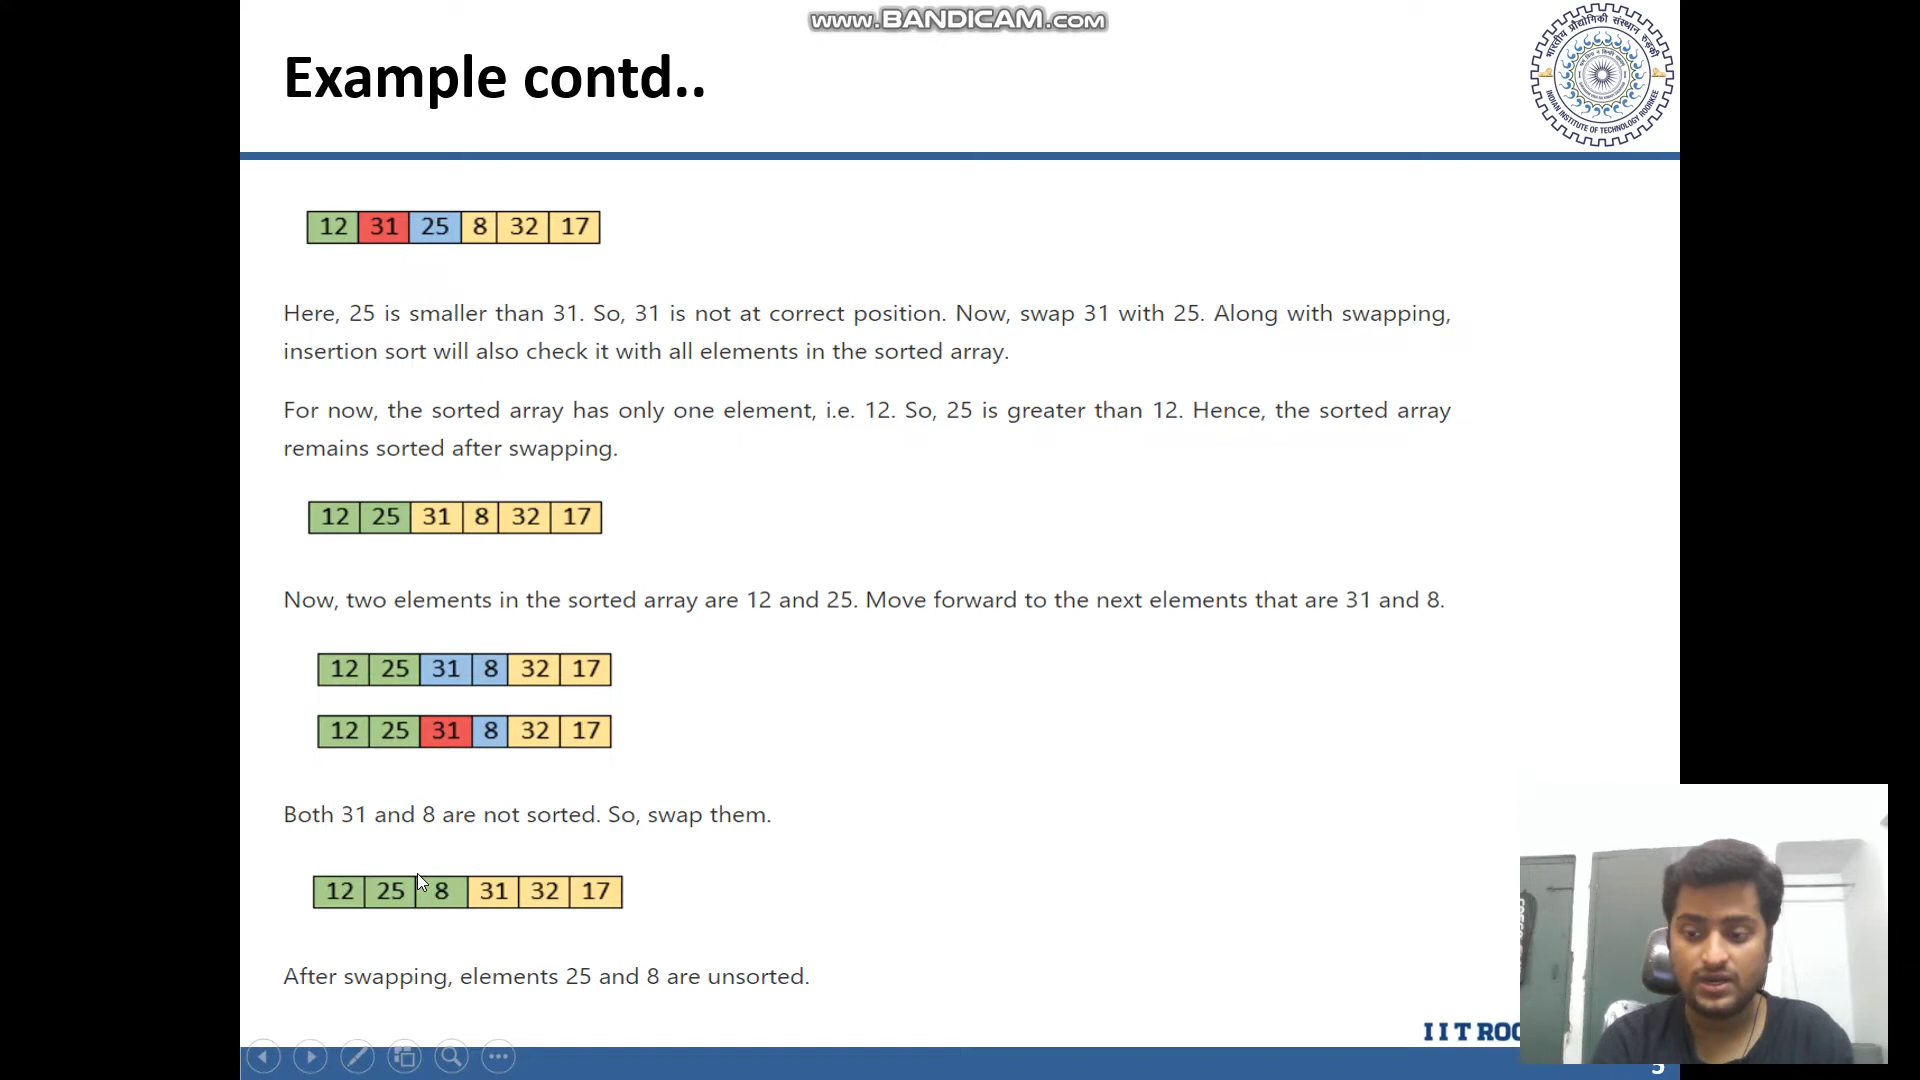 www.BANDICAM.com
Example contd..
भारतीय प्रौद्योगिकी संस्थान रुड़की
INDIAN INSTITUTE OF TECHNOLOGY ROORKEE
12 31 25 8 32 17
Here, 25 is smaller than 31. So, 31 is not at correct position. Now, swap 31 with 25. Along with swapping,
insertion sort will also check it with all elements in the sorted array.
For now, the sorted array has only one element, i.e. 12. So, 25 is greater than 12. Hence, the sorted array
remains sorted after swapping.
12 25 31 8 32 17
Now, two elements in the sorted array are 12 and 25. Move forward to the next elements that are 31 and 8.
12 25 31 8 32 17
12 25 31 8 32 17
Both 31 and 8 are not sorted. So, swap them.
12 25 8 31 32 17
After swapping, elements 25 and 8 are unsorted.
I I T ROO
5